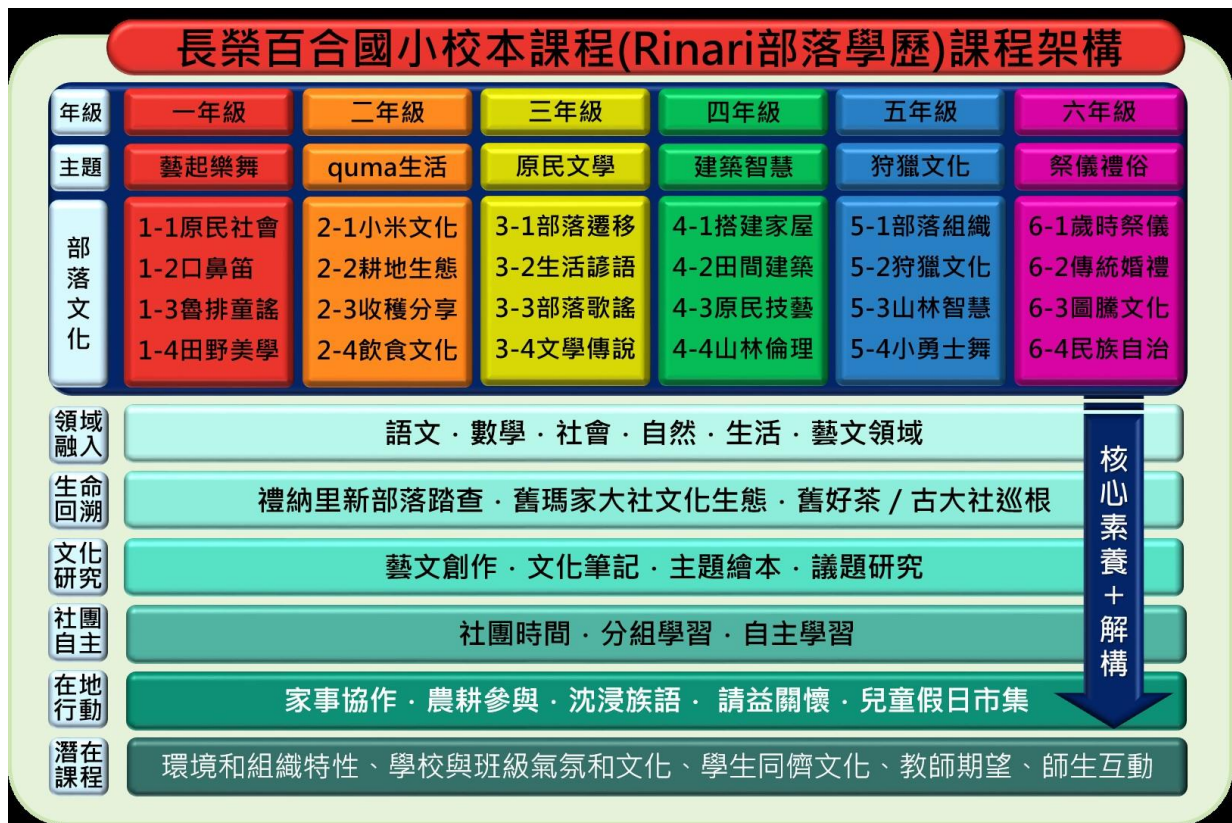 長榮百合國小校本課程(Rinari部落學歷)課程架構
年級 一年級 二年級 三年級 四年級 五年級 六年級
主題 藝起樂舞 quma生活 原民文學 建築智慧 狩獵文化 祭儀禮俗
部落文化
1-1原民社會 2-1小米文化 3-1部落遷移 4-1搭建家屋 5-1部落組織 6-1歲時祭儀
1-2口鼻笛 2-2耕地生態 3-2生活諺語 4-2田間建築 5-2狩獵文化 6-2傳統婚禮
1-3魯排童謠 2-3收穫分享 3-3部落歌謠 4-3原民技藝 5-3山林智慧 6-3圖騰文化
1-4田野美學 2-4飲食文化 3-4文學傳說 4-4山林倫理 5-4小勇士舞 6-4民族自治
領域
融入
語文．數學．社會．自然．生活．藝文領域
生命
回溯
禮納里新部落踏查．舊瑪家大社文化生態．舊好茶 / 古大社巡根
文化
研究
藝文創作．文化筆記．主題繪本．議題研究
社團
自主
社團時間．分組學習．自主學習
在地
行動
家事協作．農耕參與．沈浸族語． 請益關懷．兒童假日市集
潛在
課程
環境和組織特性、學校與班級氣氛和文化、學生同儕文化、教師期望、師生互動
核心素養＋解構